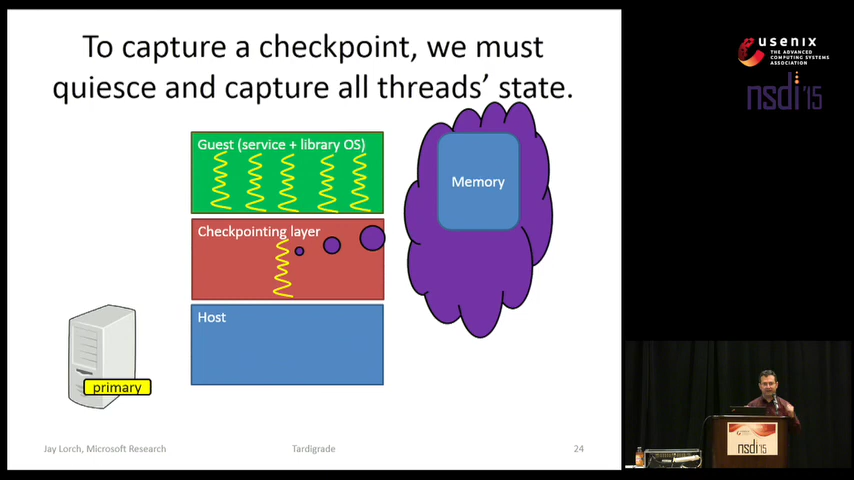 To capture a checkpoint, we must
quiesce and capture all threads' state.
Guest (service + library OS)
Memory
Checkpointing layer
Host
primary
Jay Lorch, Microsoft Research
Tardigrade
24
usenix
THE ADVANCED
COMPUTING SYSTEMS
ASSOCIATION
nsdi '15
nsdi'15